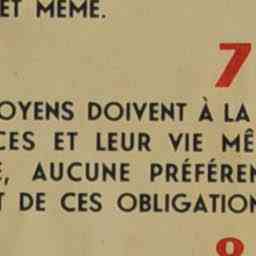 ET MÊME.
7
OYENS DOIVENT À LA
CES ET LEUR VIE MÊ
, AUCUNE PRÉFÉREN
T DE CES OBLIGATION